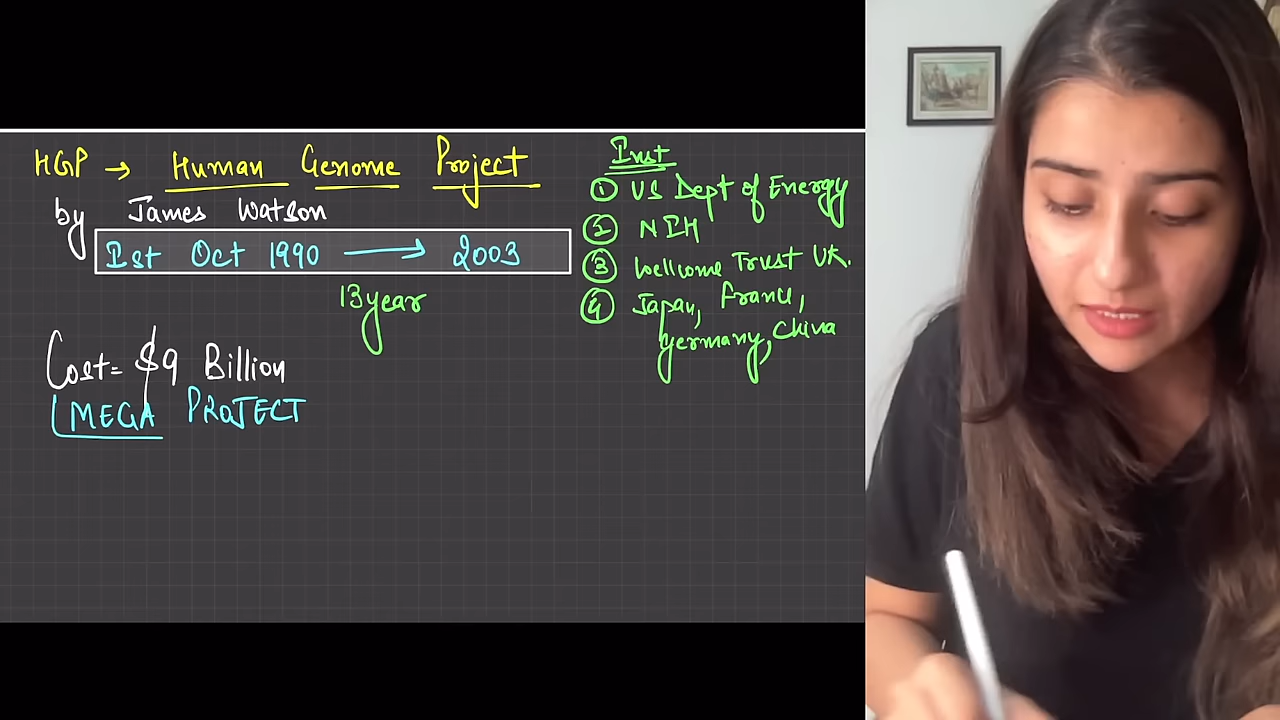 HGP → Human Genome Project
by James Watson
1st Oct 1990 → 2003
13 year
Cost = $9 Billion
MEGA PROJECT
Inst
① US Dept of Energy
② NIH
③ Wellcome Trust UK.
④ Japan, France,
Germany, China